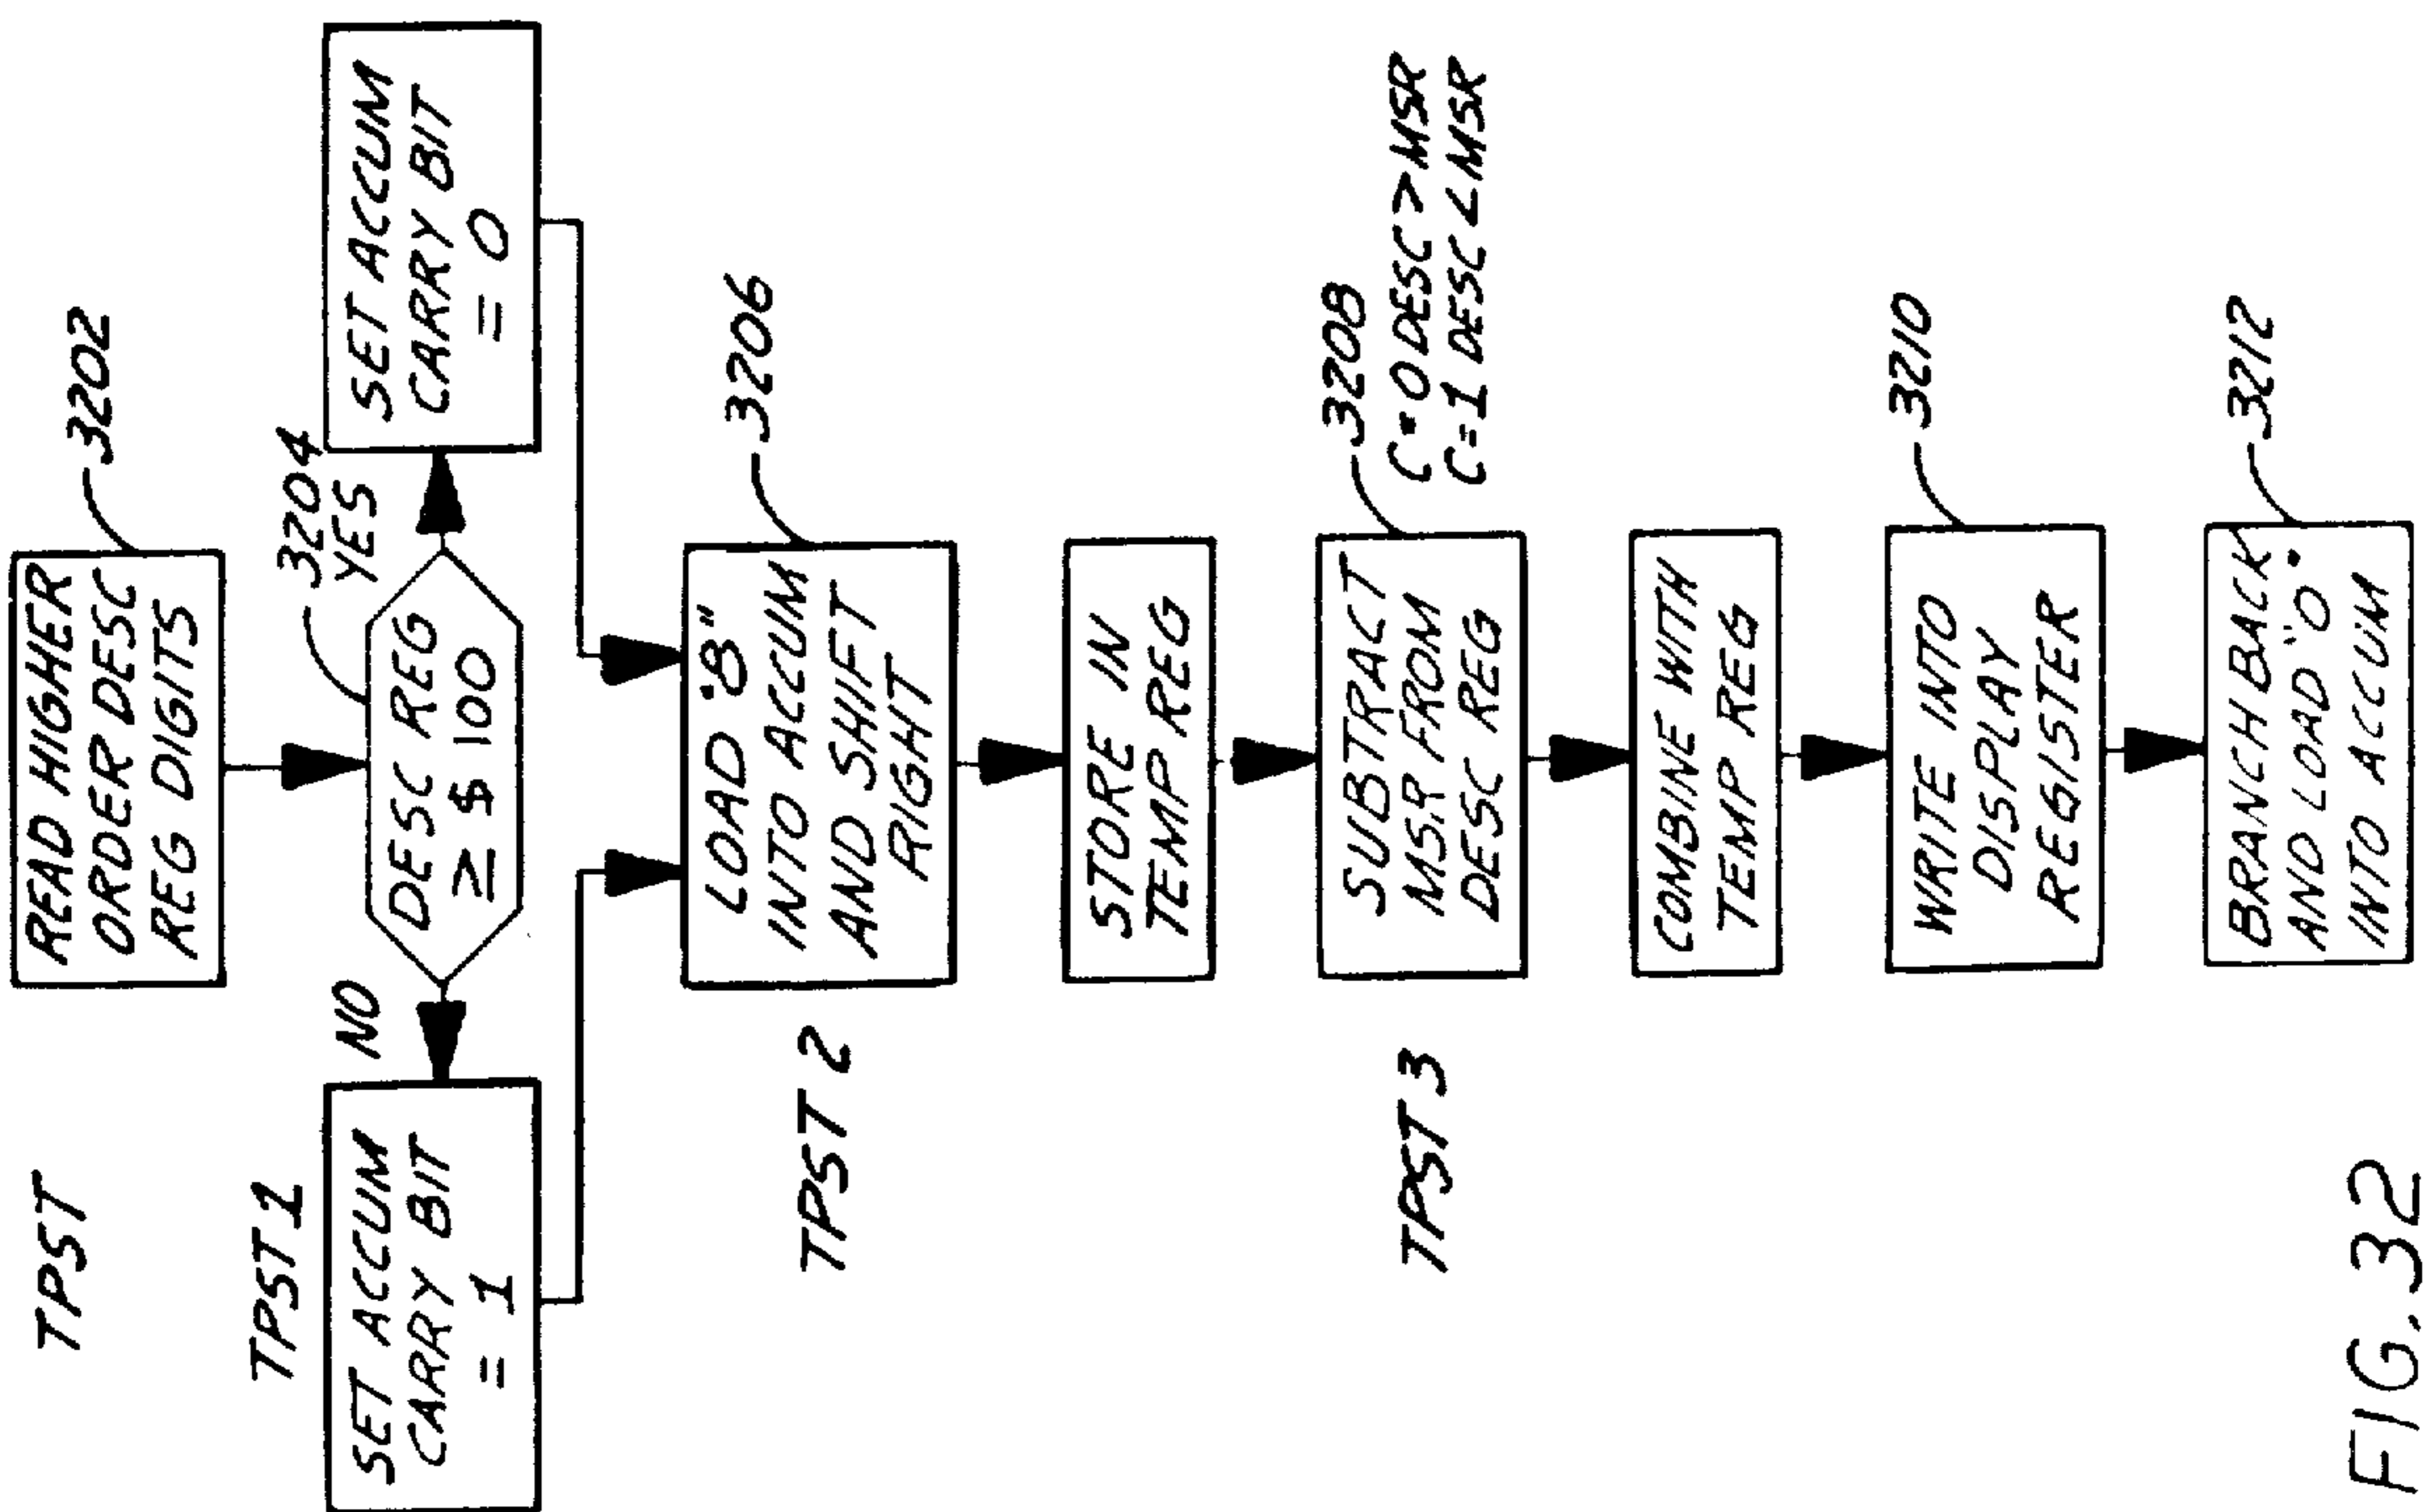 TPST
READ HIGHER
ORDER DESC
REG DIGITS
3202
TPST 1
NO
3204
YES
DESC REG
≥ $ 100
SET ACCUM
CARRY BIT
= 1
SET ACCUM
CARRY BIT
= 0
TPST 2
LOAD "8"
INTO ACCUM
AND SHIFT
RIGHT
3206
STORE IN
TEMP REG
TPST 3
SUBTRACT
MSR FROM
DESC REG
3208
C=0 DESC > MSR
C=1 DESC < MSR
COMBINE WITH
TEMP REG
WRITE INTO
DISPLAY
REGISTER
3210
BRANCH BACK
AND LOAD "0"
INTO ACCUM
3212
FIG. 32